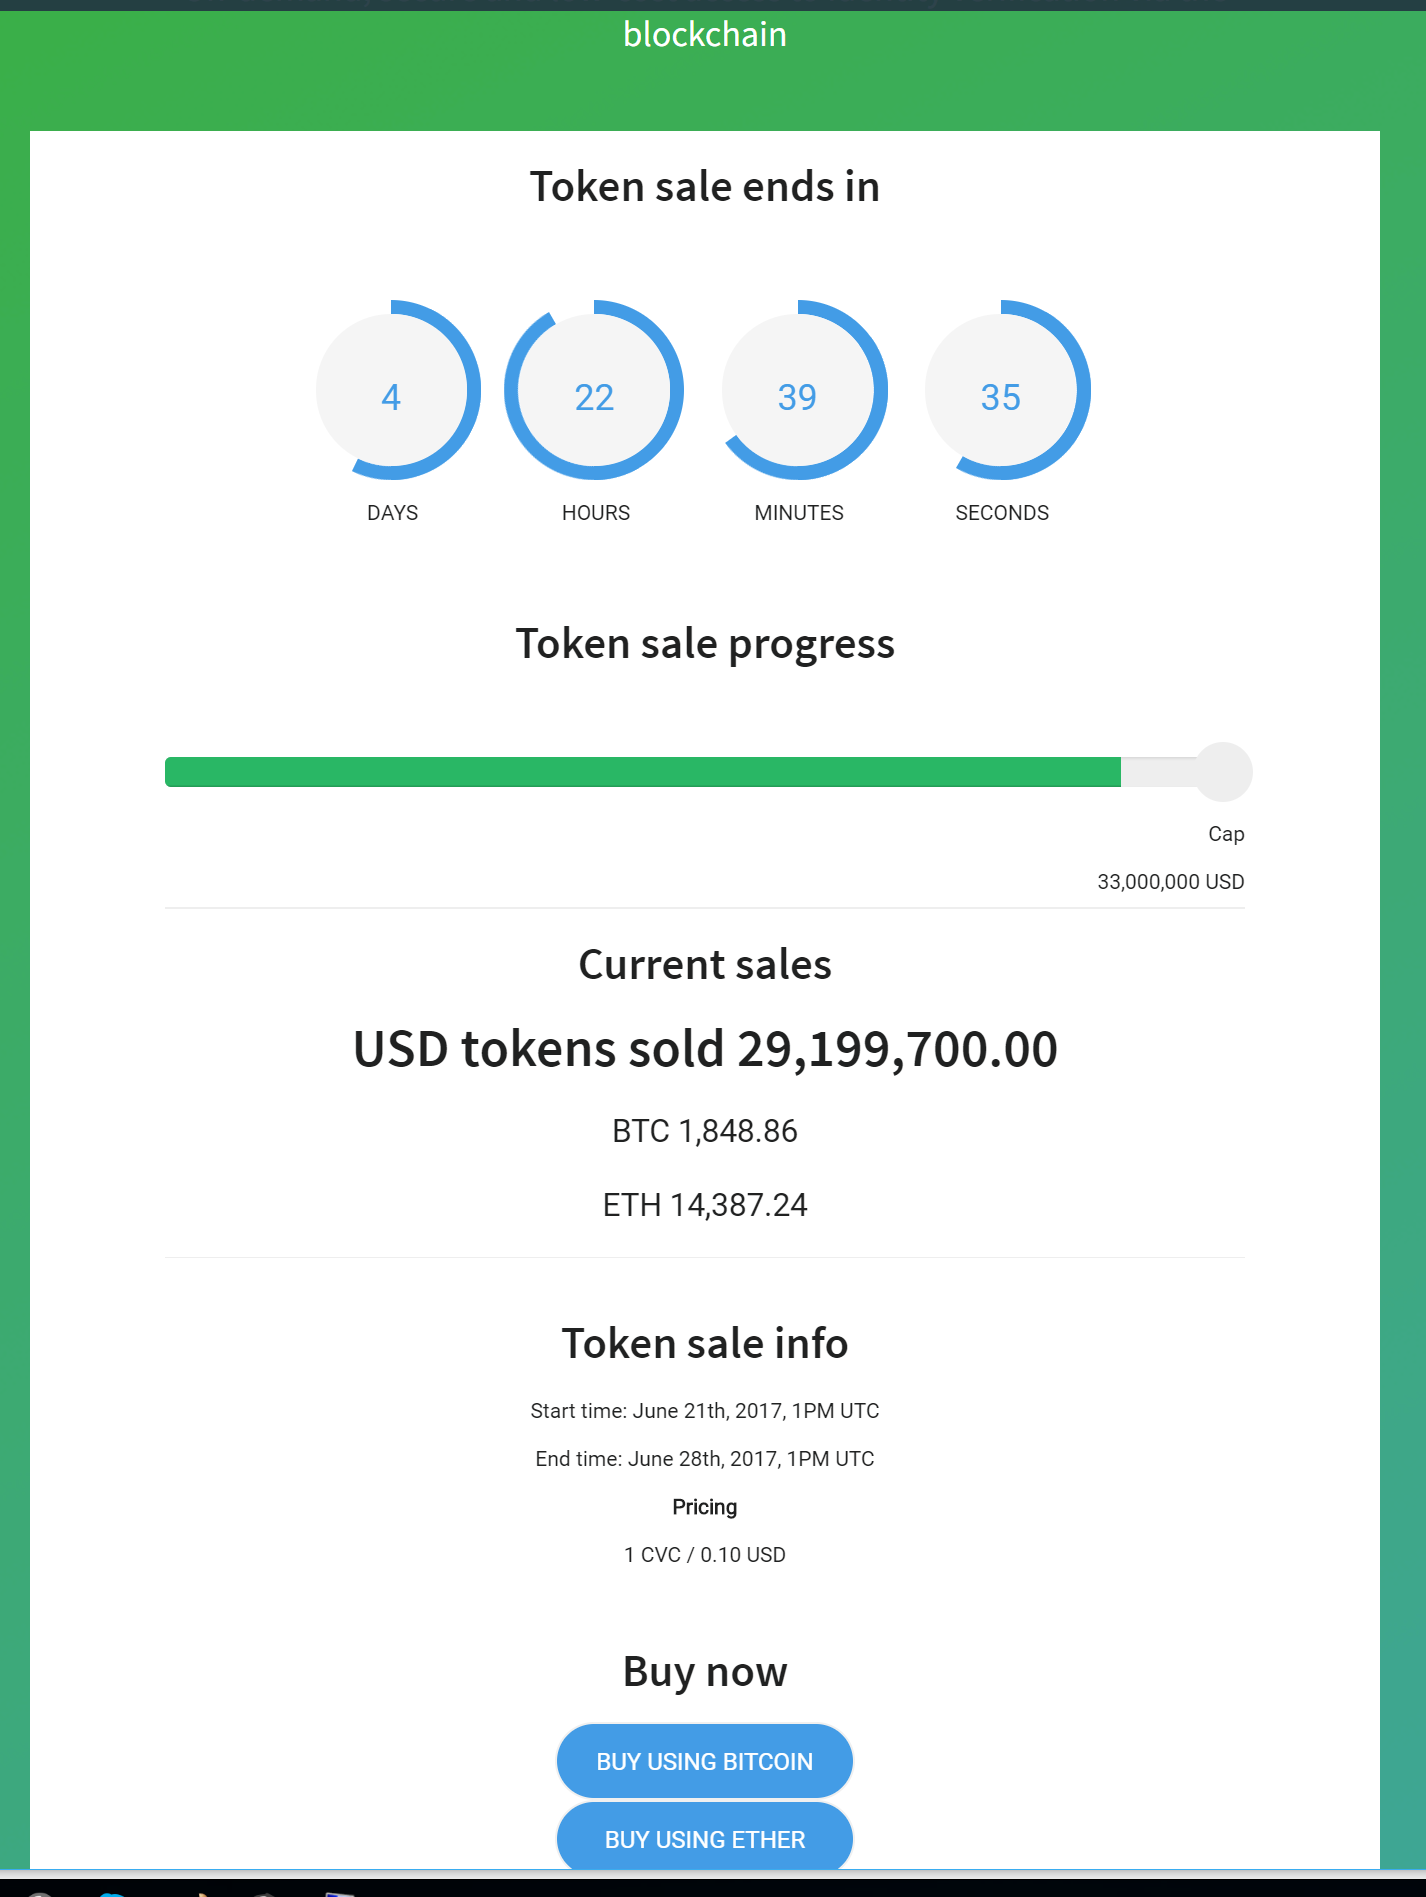 blockchain
Token sale ends in
4 22 39 35
DAYS HOURS MINUTES SECONDS
Token sale progress
Cap
33,000,000 USD
Current sales
USD tokens sold 29,199,700.00
BTC 1,848.86
ETH 14,387.24
Token sale info
Start time: June 21th, 2017, 1PM UTC
End time: June 28th, 2017, 1PM UTC
Pricing
1 CVC / 0.10 USD
Buy now
BUY USING BITCOIN
BUY USING ETHER